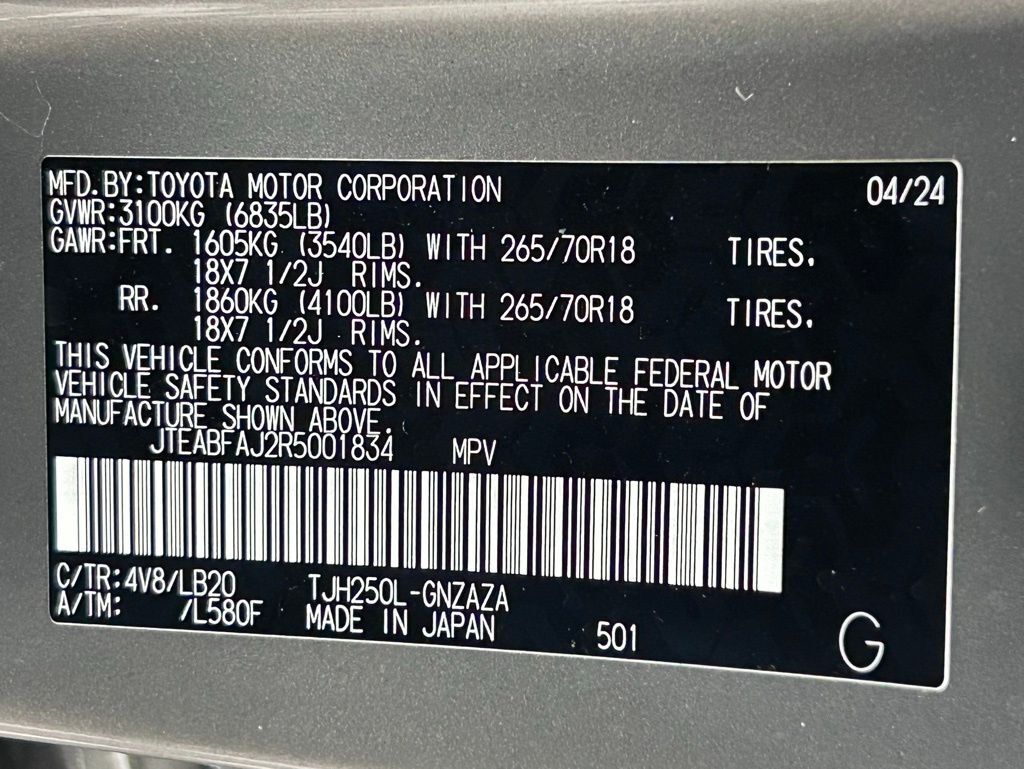 MFD.BY:TOYOTA MOTOR CORPORATION 04/24
GVWR:3100KG (6835LB)
GAWR:FRT. 1605KG (3540LB) WITH 265/70R18 TIRES.
18X7 1/2J RIMS.
RR. 1860KG (4100LB) WITH 265/70R18 TIRES.
18X7 1/2J RIMS.
THIS VEHICLE CONFORMS TO ALL APPLICABLE FEDERAL MOTOR
VEHICLE SAFETY STANDARDS IN EFFECT ON THE DATE OF
MANUFACTURE SHOWN ABOVE.
JTEABFAJ2R5001834 MPV
C/TR:4V8/LB20 TJH250L-GNZAZA
A/TM: /L580F MADE IN JAPAN 501 G